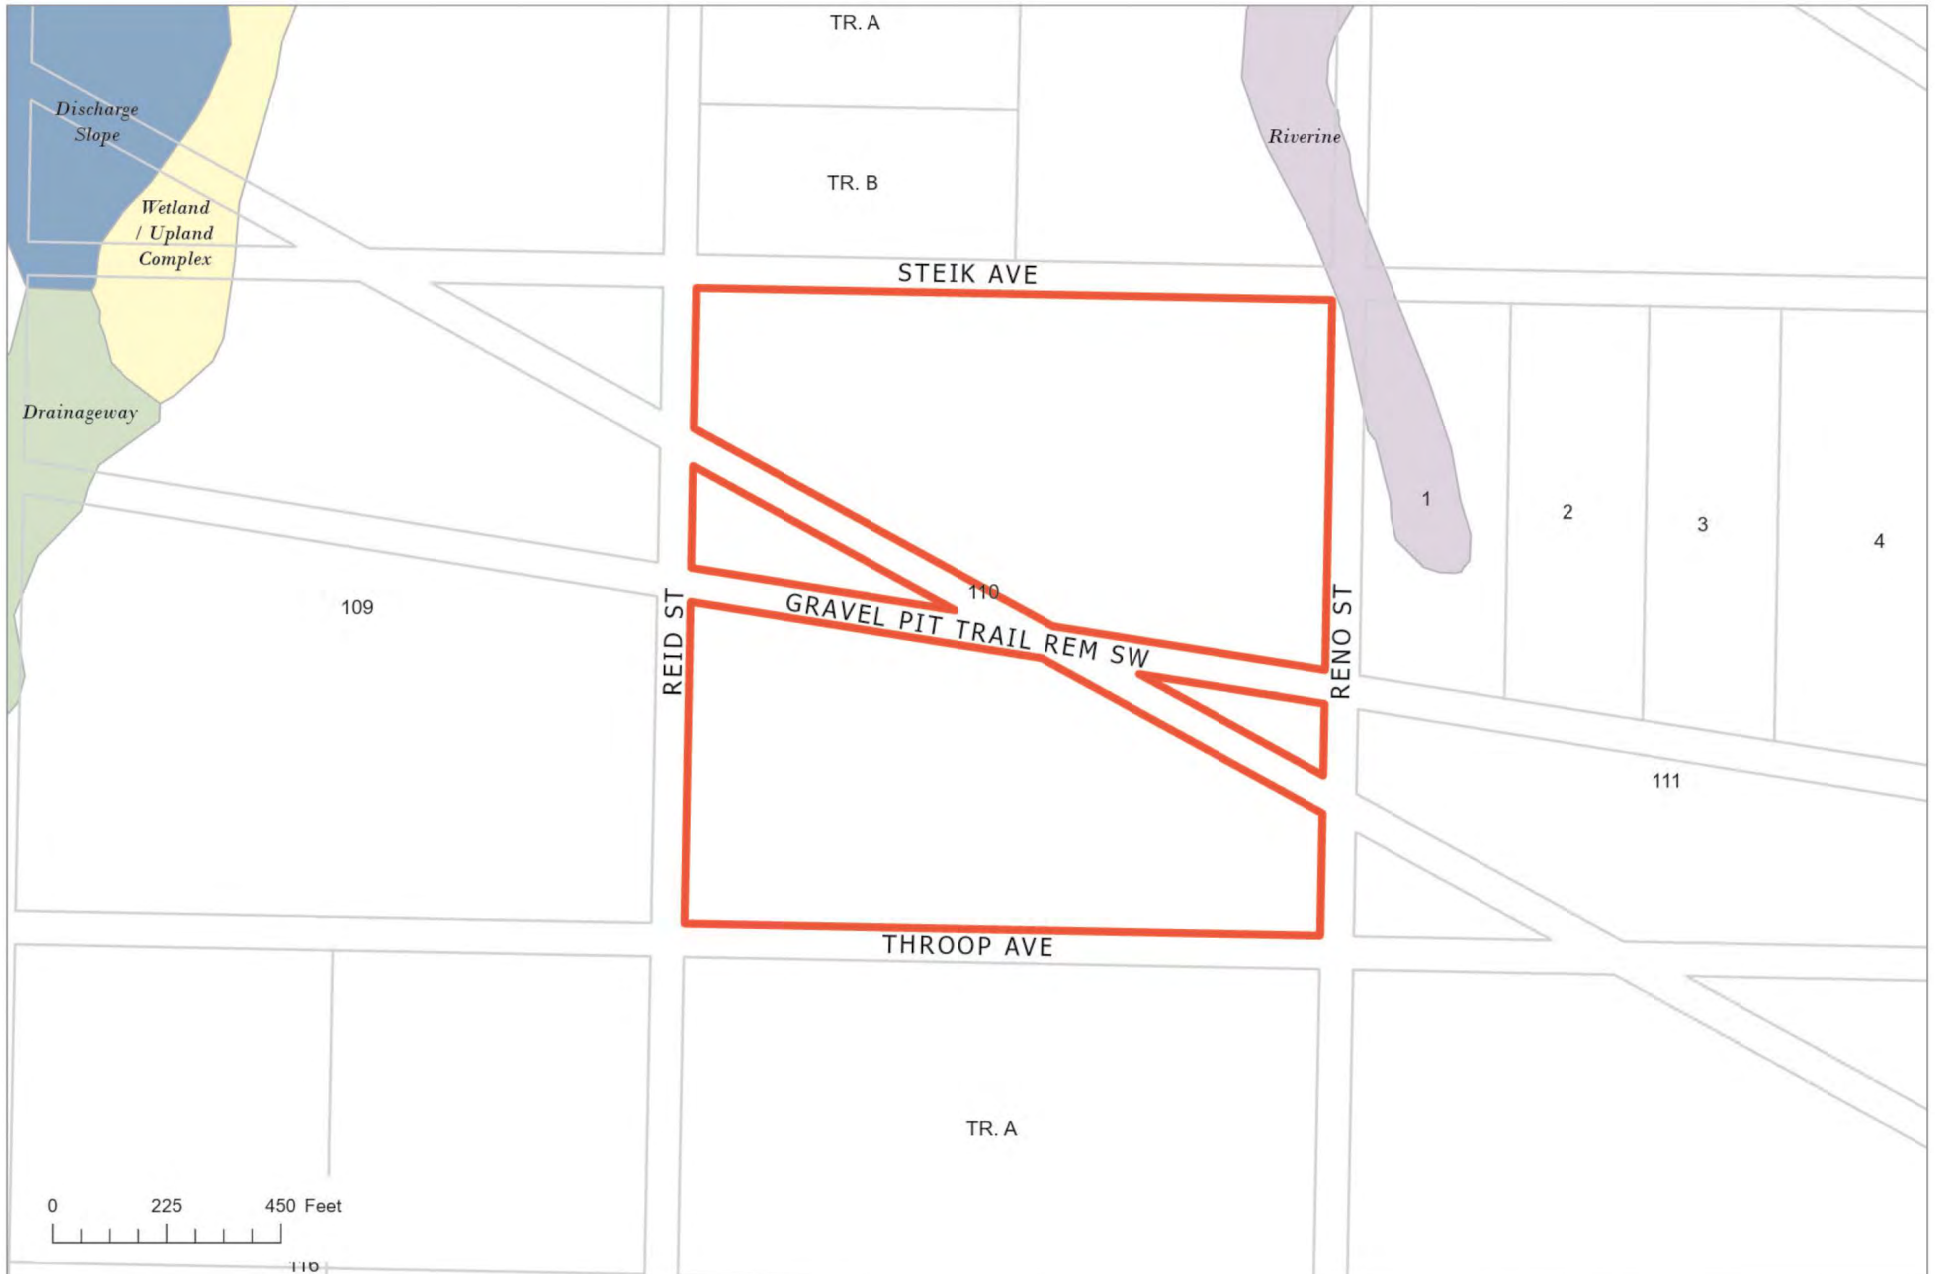 TR. A
Discharge
Slope
Riverine
TR. B
Wetland
/ Upland
Complex
STEIK AVE
Drainageway
1
2
3
4
110
109
GRAVEL PIT TRAIL REM SW
REID ST
RENO ST
111
THROOP AVE
TR. A
0 225 450 Feet
116